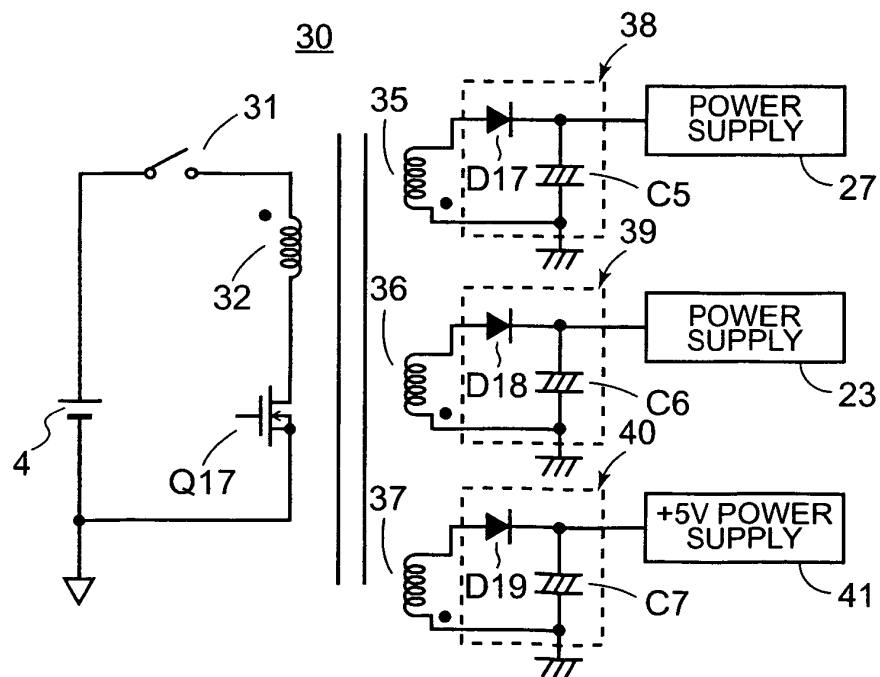 30
38
31
35
POWER
SUPPLY
D17
C5
27
39
32
36
POWER
SUPPLY
D18
C6
23
4
Q17
40
37
+5V POWER
SUPPLY
D19
C7
41